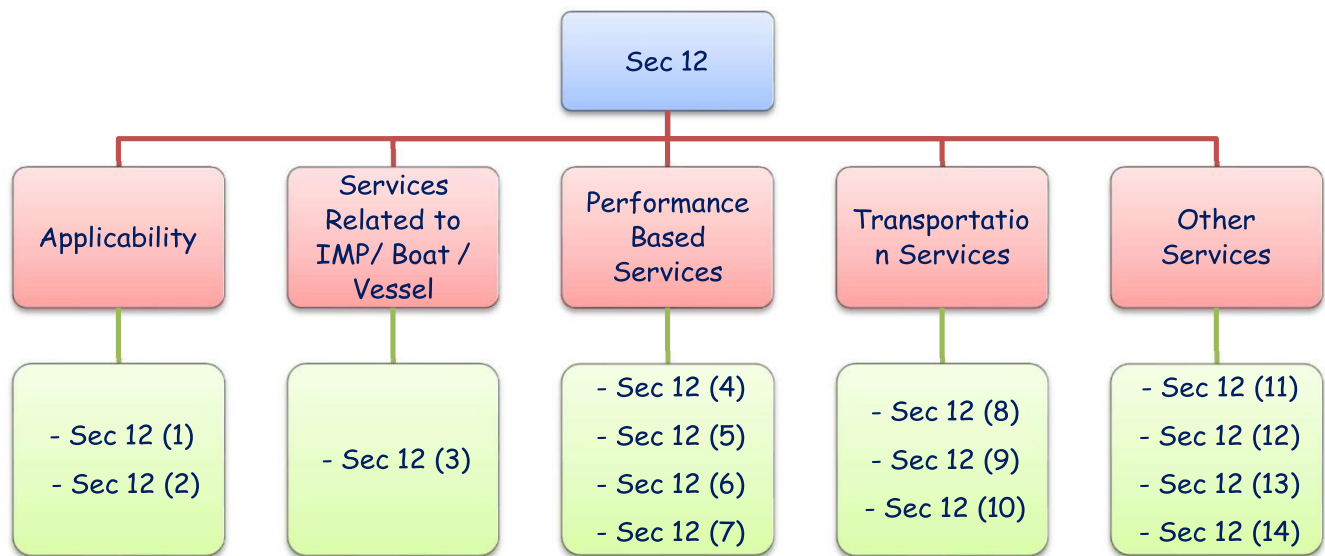 Sec 12
Applicability
Services
Related to
IMP/ Boat /
Vessel
Performance
Based
Services
Transportatio
n Services
Other
Services
- Sec 12 (1)
- Sec 12 (2)
- Sec 12 (3)
- Sec 12 (4)
- Sec 12 (5)
- Sec 12 (6)
- Sec 12 (7)
- Sec 12 (8)
- Sec 12 (9)
- Sec 12 (10)
- Sec 12 (11)
- Sec 12 (12)
- Sec 12 (13)
- Sec 12 (14)